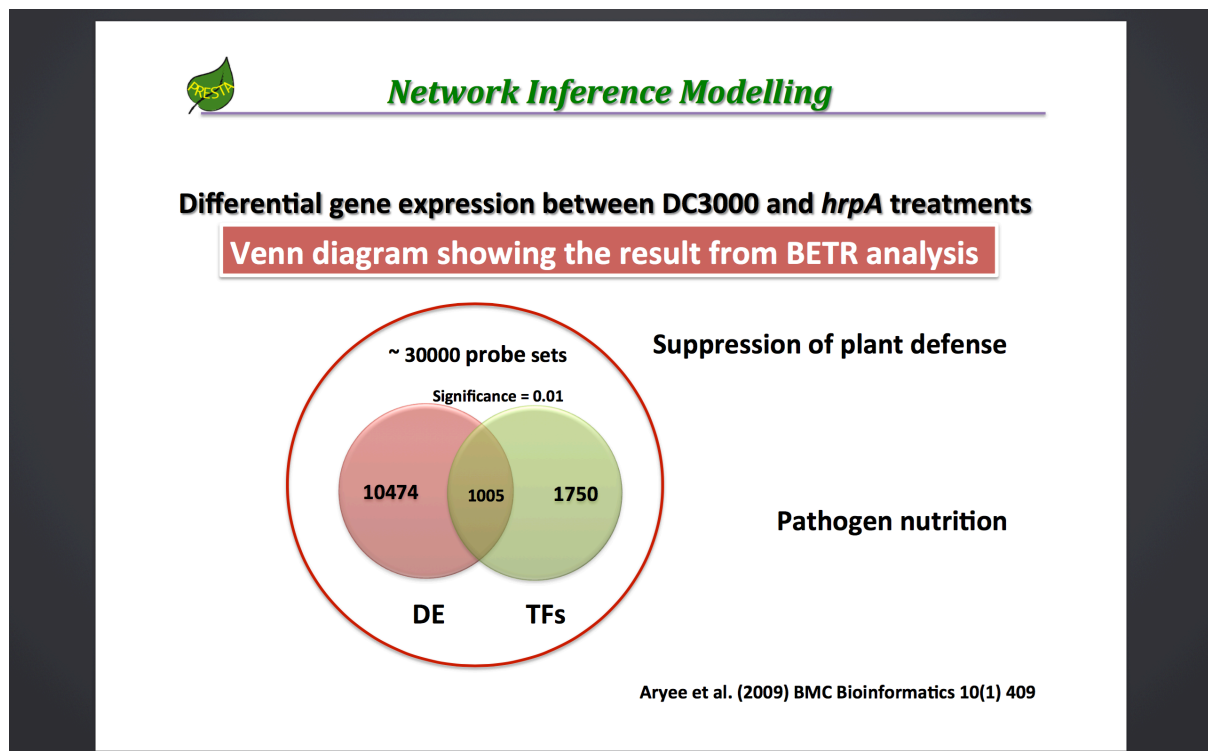 PRESTA
Network Inference Modelling
Differential gene expression between DC3000 and hrpA treatments
Venn diagram showing the result from BETR analysis
~ 30000 probe sets
Significance = 0.01
10474
1005
1750
DE
TFs
Suppression of plant defense
Pathogen nutrition
Aryee et al. (2009) BMC Bioinformatics 10(1) 409